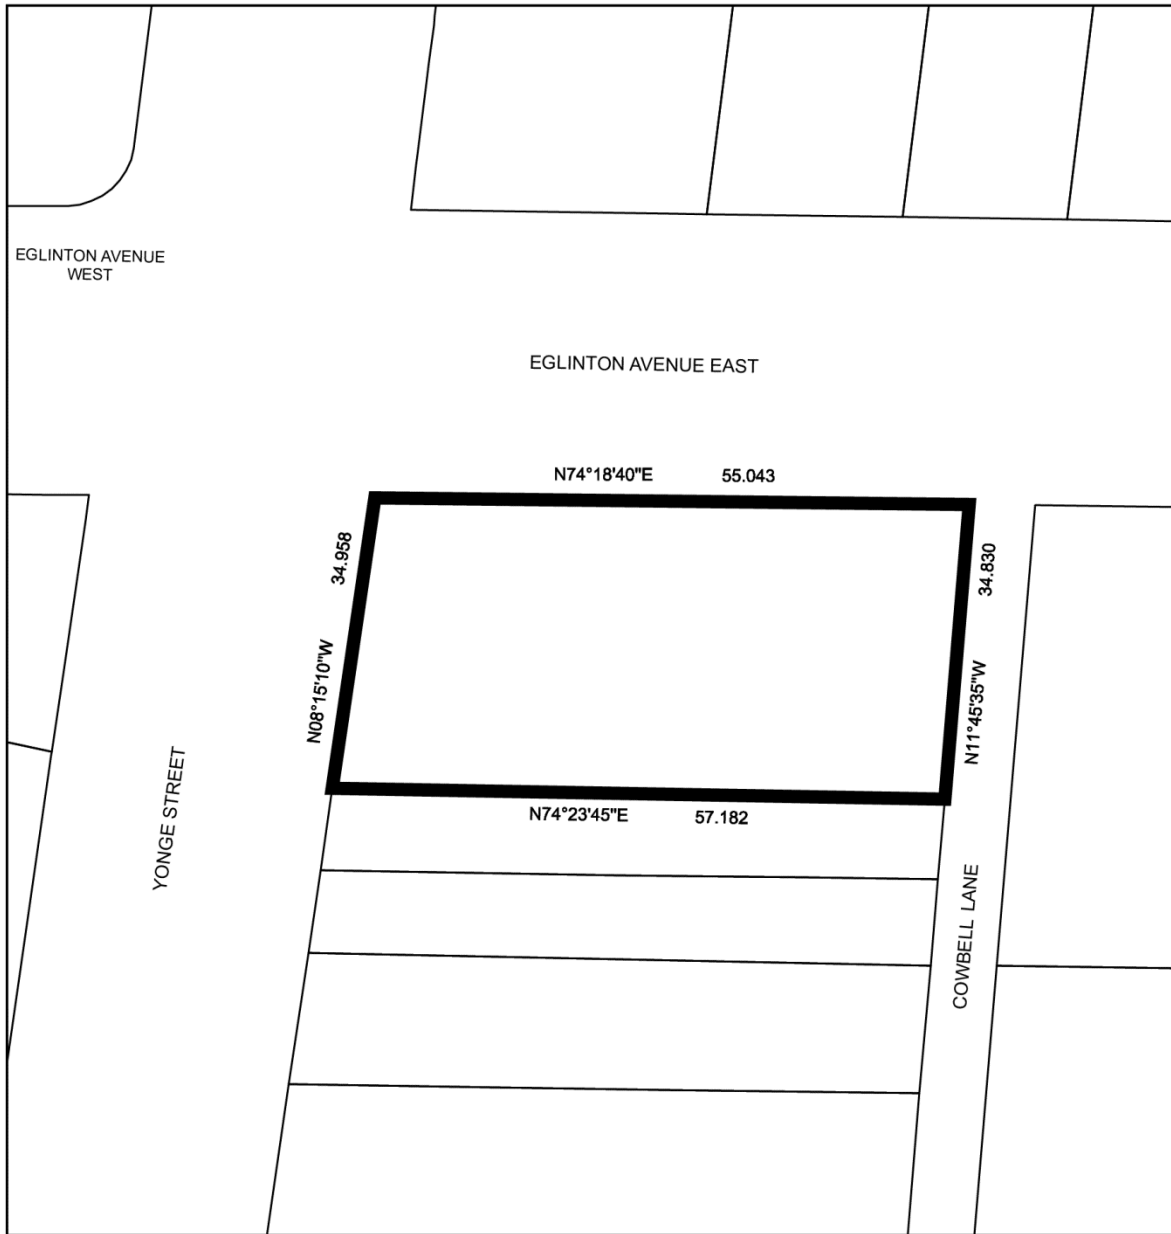 EGLINTON AVENUE
WEST
EGLINTON AVENUE EAST
N74°18'40"E 55.043
34.958
N08°15'10"W
34.830
N11°45'35"W
N74°23'45"E 57.182
YONGE STREET
COWBELL LANE